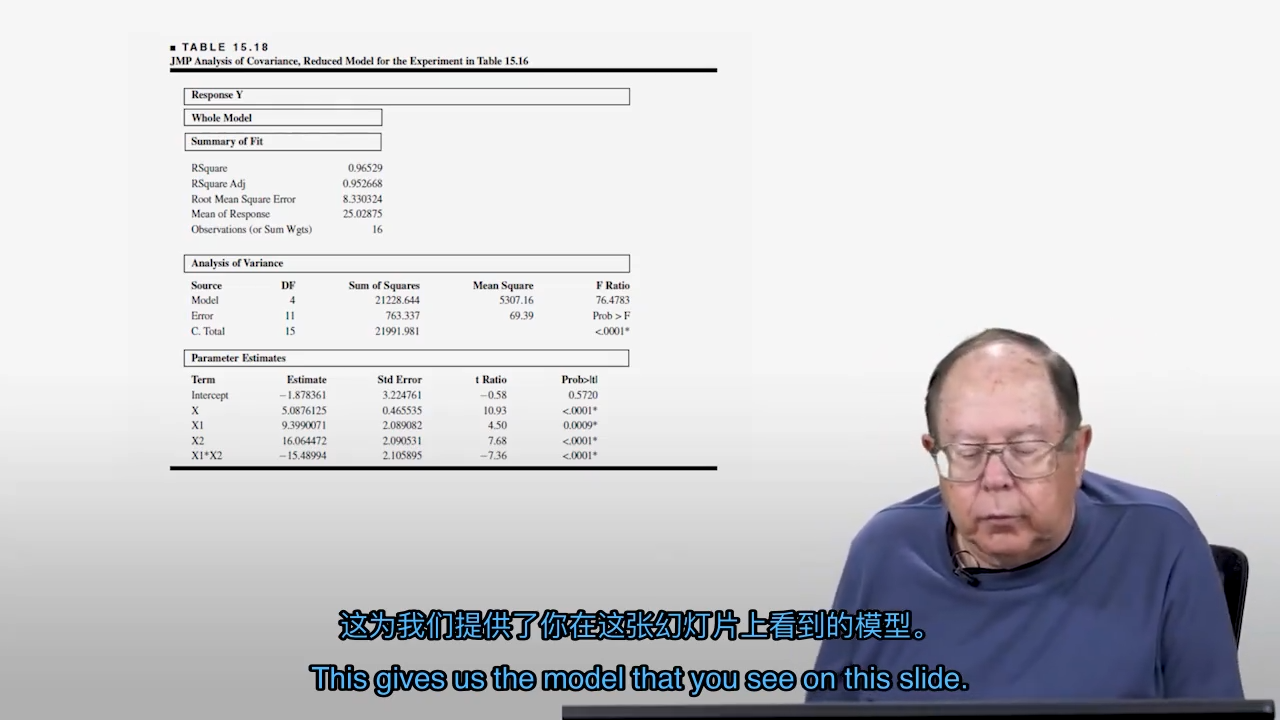 ■ TABLE 15.18
JMP Analysis of Covariance, Reduced Model for the Experiment in Table 15.16
Response Y
Whole Model
Summary of Fit
RSquare 0.96529
RSquare Adj 0.952668
Root Mean Square Error 8.330324
Mean of Response 25.02875
Observations (or Sum Wgts) 16
Analysis of Variance
Source DF Sum of Squares Mean Square F Ratio
Model 4 21228.644 5307.16 76.4783
Error 11 763.337 69.39 Prob > F
C. Total 15 21991.981 <.0001*
Parameter Estimates
Term Estimate Std Error t Ratio Prob>|t|
Intercept −1.878361 3.224761 −0.58 0.5720
X 5.0876125 0.465535 10.93 <.0001*
X1 9.3990071 2.089082 4.50 0.0009*
X2 16.064472 2.090531 7.68 <.0001*
X1*X2 −15.48994 2.105895 −7.36 <.0001*
这为我们提供了你在这张幻灯片上看到的模型。
This gives us the model that you see on this slide.